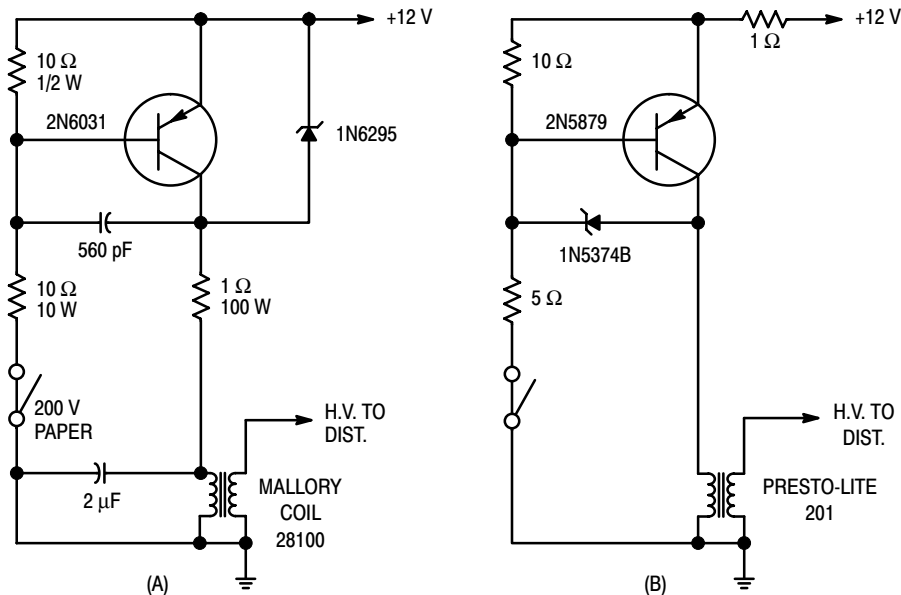 +12 V
10 Ω
1/2 W
2N6031
1N6295
560 pF
10 Ω
10 W
1 Ω
100 W
200 V
PAPER
H.V. TO
DIST.
2 µF
MALLORY
COIL
28100
(A)
+12 V
1 Ω
10 Ω
2N5879
1N5374B
5 Ω
H.V. TO
DIST.
PRESTO-LITE
201
(B)